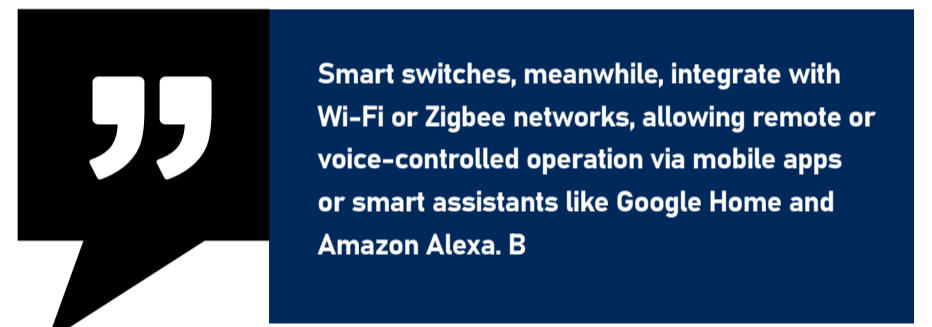 Smart switches, meanwhile, integrate with
Wi-Fi or Zigbee networks, allowing remote or
voice-controlled operation via mobile apps
or smart assistants like Google Home and
Amazon Alexa. B